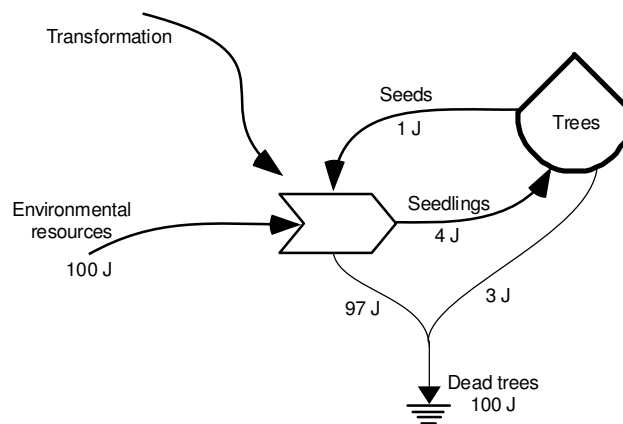 Transformation
Seeds
1 J
Trees
Environmental
resources
100 J
Seedlings
4 J
97 J
3 J
Dead trees
100 J